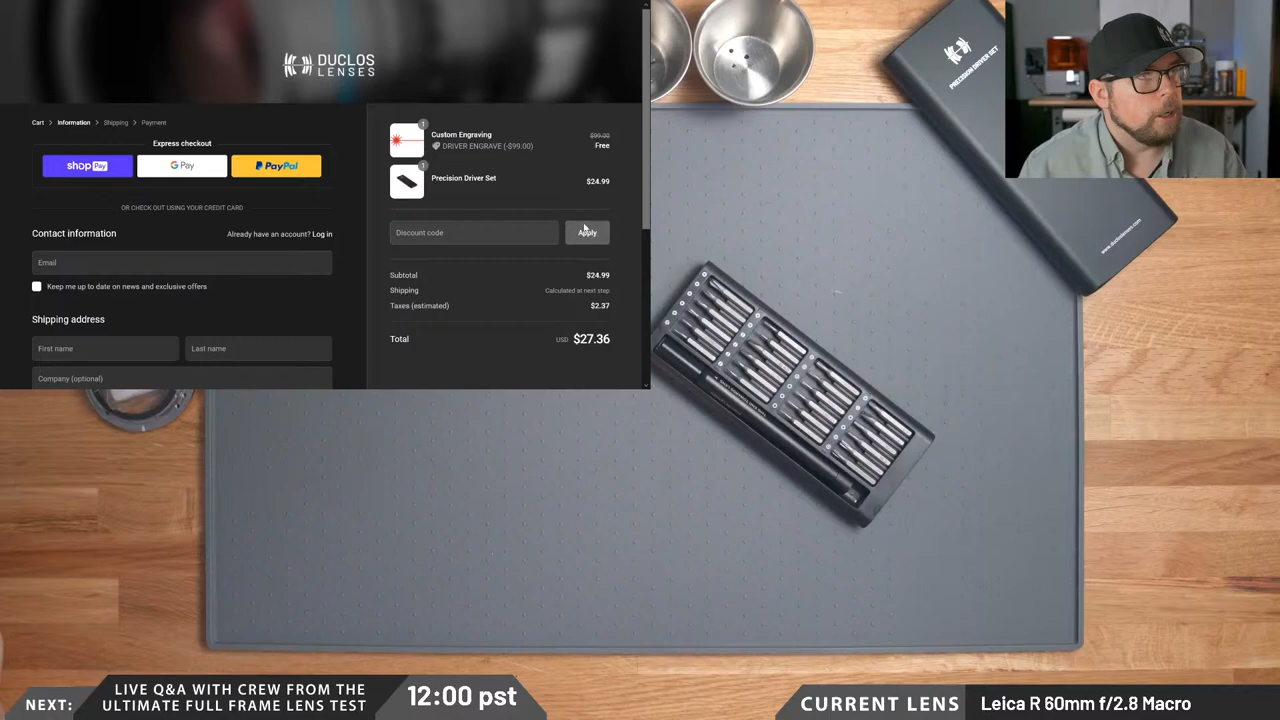 DUCLOS
LENSES
Cart > Information > Shipping > Payment
Express checkout
shop Pay
G Pay
PayPal
OR CHECK OUT USING YOUR CREDIT CARD
Contact information
Already have an account? Log in
Email
Keep me up to date on news and exclusive offers
Shipping address
First name
Last name
Company (optional)
1
Custom Engraving
$99.00
DRIVER ENGRAVE (-$99.00)
Free
1
Precision Driver Set
$24.99
Discount code
Apply
Subtotal
$24.99
Shipping
Calculated at next step
Taxes (estimated)
$2.37
Total
USD $27.36
PRECISION DRIVER SET
www.ducloslenses.com
NEXT:
LIVE Q&A WITH CREW FROM THE
ULTIMATE FULL FRAME LENS TEST
12:00 pst
CURRENT LENS
Leica R 60mm f/2.8 Macro